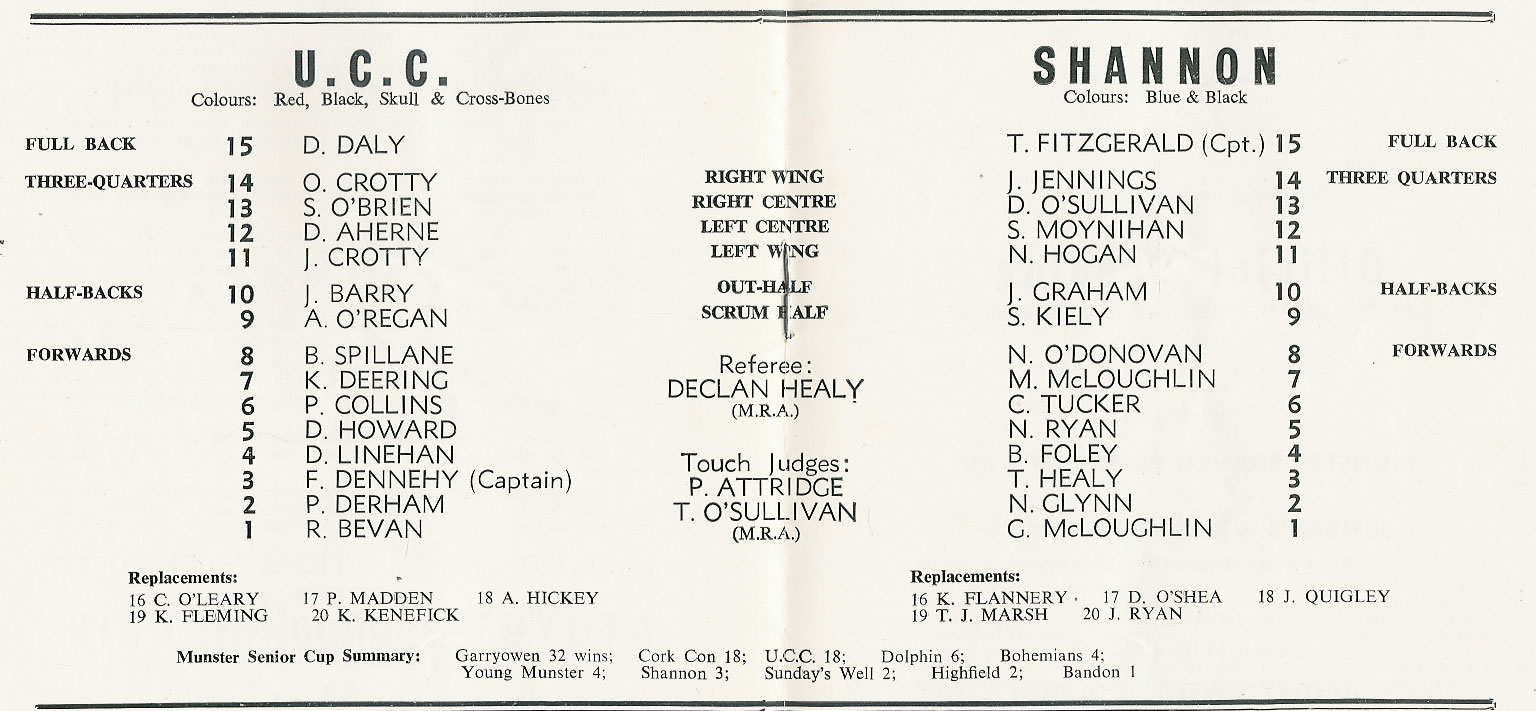 U.C.C.
Colours: Red, Black, Skull & Cross-Bones
FULL BACK 15 D. DALY
THREE-QUARTERS 14 O. CROTTY
13 S. O'BRIEN
12 D. AHERNE
11 J. CROTTY
HALF-BACKS 10 J. BARRY
9 A. O'REGAN
FORWARDS 8 B. SPILLANE
7 K. DEERING
6 P. COLLINS
5 D. HOWARD
4 D. LINEHAN
3 F. DENNEHY (Captain)
2 P. DERHAM
1 R. BEVAN
Replacements:
16 C. O'LEARY 17 P. MADDEN 18 A. HICKEY
19 K. FLEMING 20 K. KENEFICK
RIGHT WING
RIGHT CENTRE
LEFT CENTRE
LEFT WING
OUT-HALF
SCRUM HALF
Referee:
DECLAN HEALY
(M.R.A.)
Touch Judges:
P. ATTRIDGE
T. O'SULLIVAN
(M.R.A.)
SHANNON
Colours: Blue & Black
T. FITZGERALD (Cpt.) 15 FULL BACK
J. JENNINGS 14 THREE QUARTERS
D. O'SULLIVAN 13
S. MOYNIHAN 12
N. HOGAN 11
J. GRAHAM 10 HALF-BACKS
S. KIELY 9
N. O'DONOVAN 8 FORWARDS
M. McLOUGHLIN 7
C. TUCKER 6
N. RYAN 5
B. FOLEY 4
T. HEALY 3
N. GLYNN 2
G. McLOUGHLIN 1
Replacements:
16 K. FLANNERY 17 D. O'SHEA 18 J. QUIGLEY
19 T. J. MARSH 20 J. RYAN
Munster Senior Cup Summary: Garryowen 32 wins; Cork Con 18; U.C.C. 18; Dolphin 6; Bohemians 4;
Young Munster 4; Shannon 3; Sunday's Well 2; Highfield 2; Bandon 1